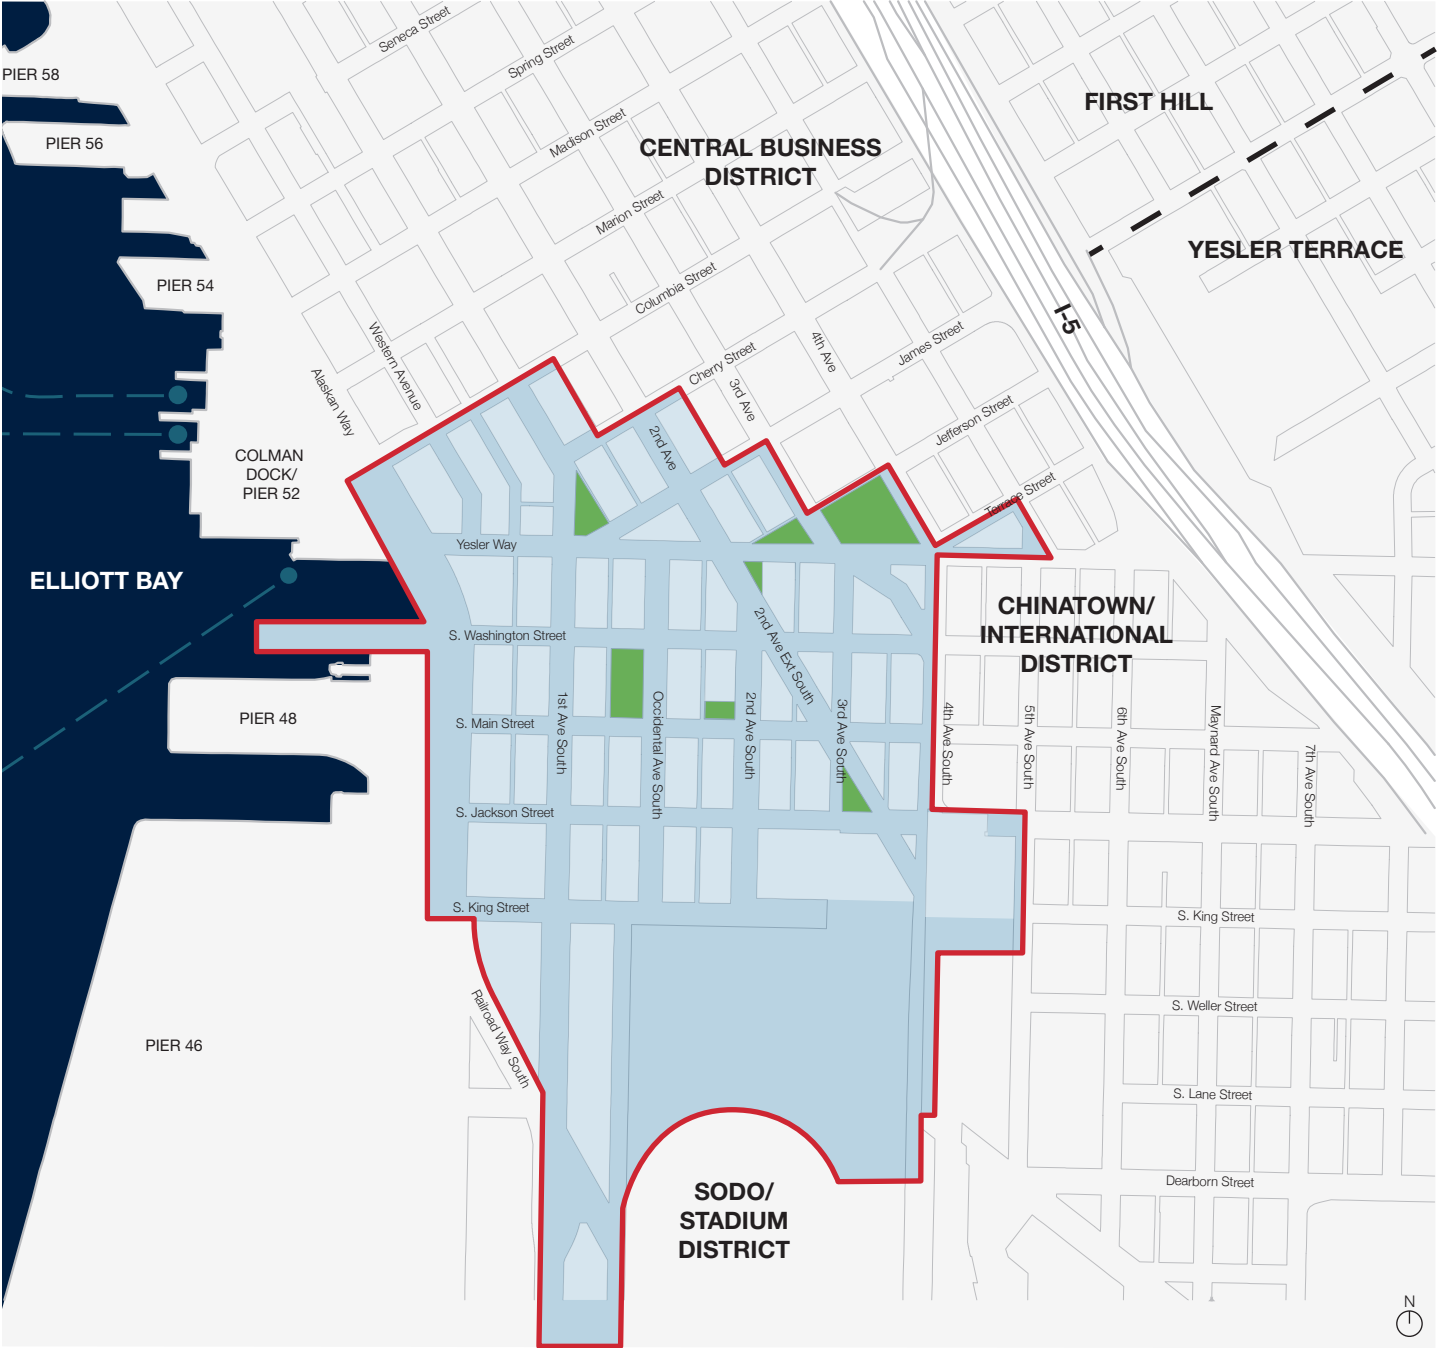 Seneca Street
Spring Street
PIER 58
FIRST HILL
Madison Street
PIER 56
CENTRAL BUSINESS
DISTRICT
Marion Street
YESLER TERRACE
PIER 54
Columbia Street
I-5
Western Avenue
4th Ave
James Street
Cherry Street
Alaskan Way
3rd Ave
Jefferson Street
2nd Ave
COLMAN
DOCK/
PIER 52
Terrace Street
Yesler Way
ELLIOTT BAY
CHINATOWN/
INTERNATIONAL
DISTRICT
S. Washington Street
2nd Ave Ext South
PIER 48
S. Main Street
1st Ave South
Occidental Ave South
2nd Ave South
3rd Ave South
4th Ave South
5th Ave South
6th Ave South
Maynard Ave South
7th Ave South
S. Jackson Street
S. King Street
S. King Street
S. Weller Street
Railroad Way South
PIER 46
S. Lane Street
Dearborn Street
SODO/
STADIUM
DISTRICT
N